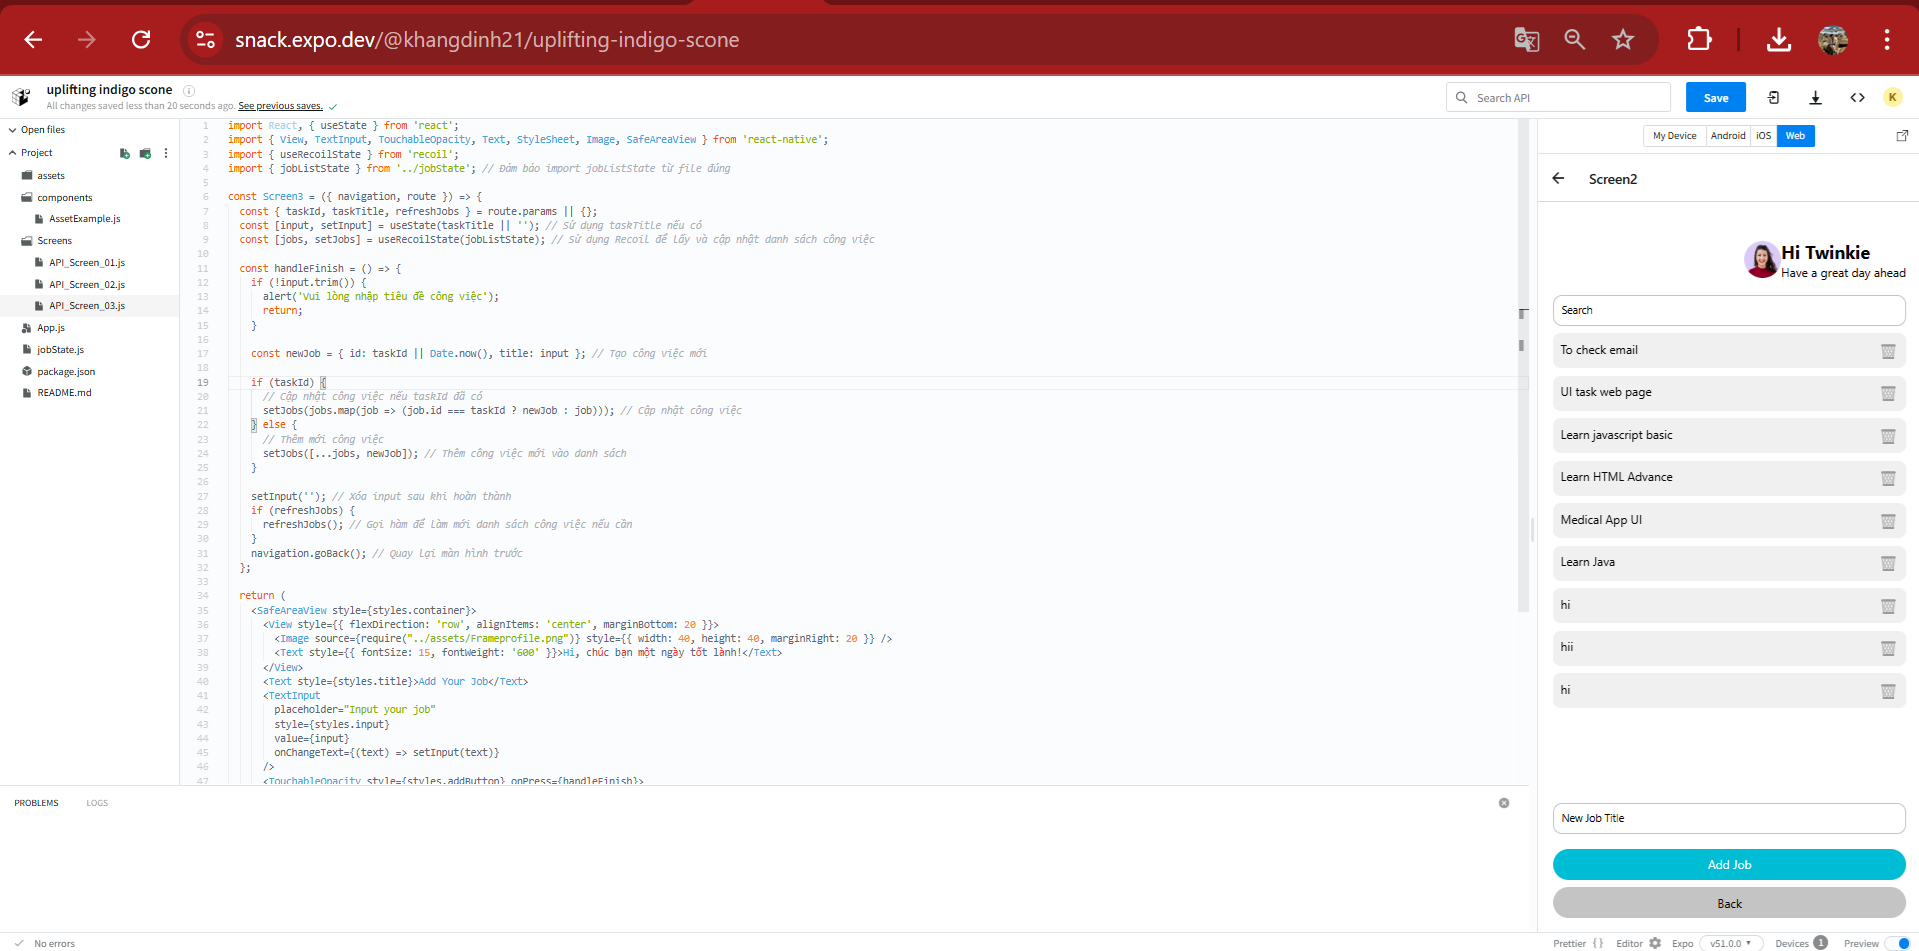 snack.expo.dev/@khangdinh21/uplifting-indigo-scone
uplifting indigo scone
All changes saved less than 20 seconds ago. See previous saves.
Search API
Save
K
Open files
Project
assets
components
AssetExample.js
Screens
API_Screen_01.js
API_Screen_02.js
API_Screen_03.js
App.js
jobState.js
package.json
README.md
1 import React, { useState } from 'react';
2 import { View, TextInput, TouchableOpacity, Text, StyleSheet, Image, SafeAreaView } from 'react-native';
3 import { useRecoilState } from 'recoil';
4 import { jobListState } from '../jobState'; // Đảm bảo import jobListState từ file đúng
5
6 const Screen3 = ({ navigation, route }) => {
7 const { taskId, taskTitle, refreshJobs } = route.params || {};
8 const [input, setInput] = useState(taskTitle || ''); // Sử dụng taskTitle nếu có
9 const [jobs, setJobs] = useRecoilState(jobListState); // Sử dụng Recoil để lấy và cập nhật danh sách công việc
10
11 const handleFinish = () => {
12 if (!input.trim()) {
13 alert('Vui lòng nhập tiêu đề công việc');
14 return;
15 }
16
17 const newJob = { id: taskId || Date.now(), title: input }; // Tạo công việc mới
18
19 if (taskId) {
20 // Cập nhật công việc nếu taskId đã có
21 setJobs(jobs.map(job => (job.id === taskId ? newJob : job))); // Cập nhật công việc
22 } else {
23 // Thêm mới công việc
24 setJobs([...jobs, newJob]); // Thêm công việc mới vào danh sách
25 }
26
27 setInput(''); // Xóa input sau khi hoàn thành
28 if (refreshJobs) {
29 refreshJobs(); // Gọi hàm để làm mới danh sách công việc nếu cần
30 }
31 navigation.goBack(); // Quay lại màn hình trước
32 };
33
34 return (
35 <SafeAreaView style={styles.container}>
36 <View style={{ flexDirection: 'row', alignItems: 'center', marginBottom: 20 }}>
37 <Image source={require("../assets/Frameprofile.png")} style={{ width: 40, height: 40, marginRight: 20 }} />
38 <Text style={{ fontSize: 15, fontWeight: '600' }}>Hi, chúc bạn một ngày tốt lành!</Text>
39 </View>
40 <Text style={styles.title}>Add Your Job</Text>
41 <TextInput
42 placeholder="Input your job"
43 style={styles.input}
44 value={input}
45 onChangeText={(text) => setInput(text)}
46 />
47 <TouchableOpacity style={styles.addButton} onPress={handleFinish}>
PROBLEMS LOGS
My Device Android iOS Web
Screen2
Hi Twinkie
Have a great day ahead
Search
To check email
UI task web page
Learn javascript basic
Learn HTML Advance
Medical App UI
Learn Java
hi
hii
hi
New Job Title
Add Job
Back
No errors
Prettier { } Editor Expo v51.0.0 Devices 1 Preview